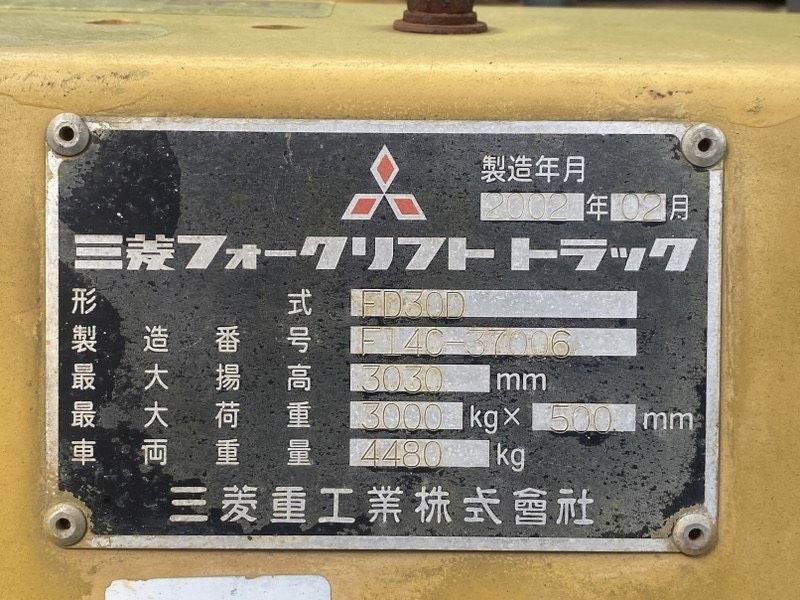 製造年月
2002年02月
三菱フォークリフトトラック
形式 FD30D
製造番号 F14C-37006
最大揚高 3030 mm
最大荷重 3000 kg× 500 mm
車両重量 4480 kg
三菱重工業株式會社